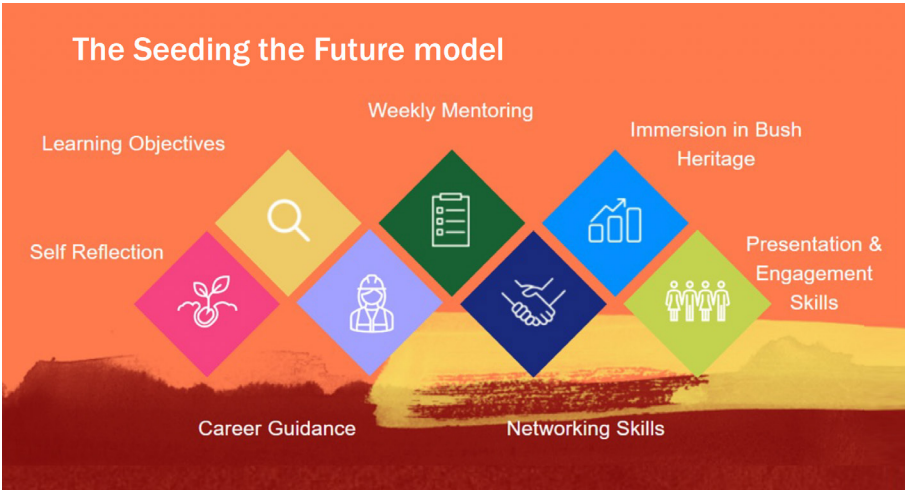 The Seeding the Future model
Weekly Mentoring
Learning Objectives
Immersion in Bush
Heritage
Self Reflection
Presentation &
Engagement
Skills
Career Guidance
Networking Skills